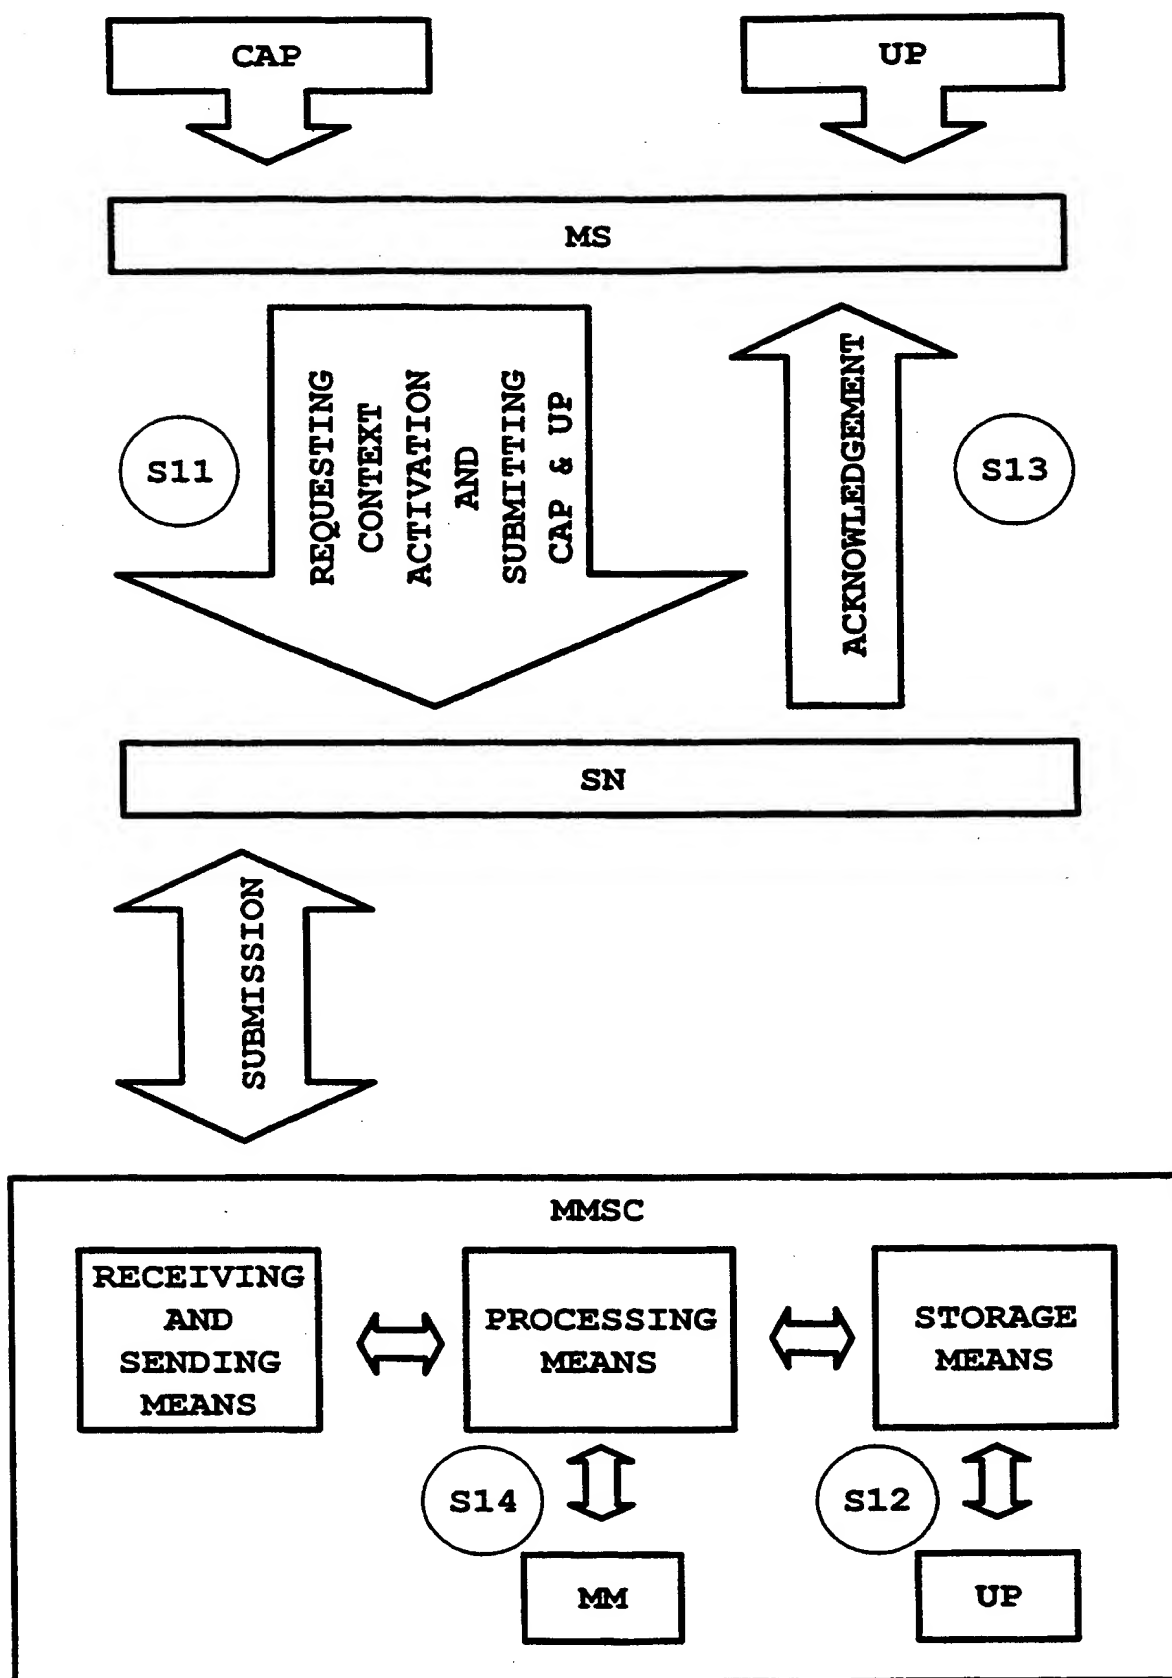 CAP
UP
MS
REQUESTING
CONTEXT
ACTIVATION
AND
SUBMITTING
CAP & UP
ACKNOWLEDGEMENT
S11
S13
SN
SUBMISSION
MMSC
RECEIVING
AND
SENDING
MEANS
PROCESSING
MEANS
STORAGE
MEANS
S14
S12
MM
UP